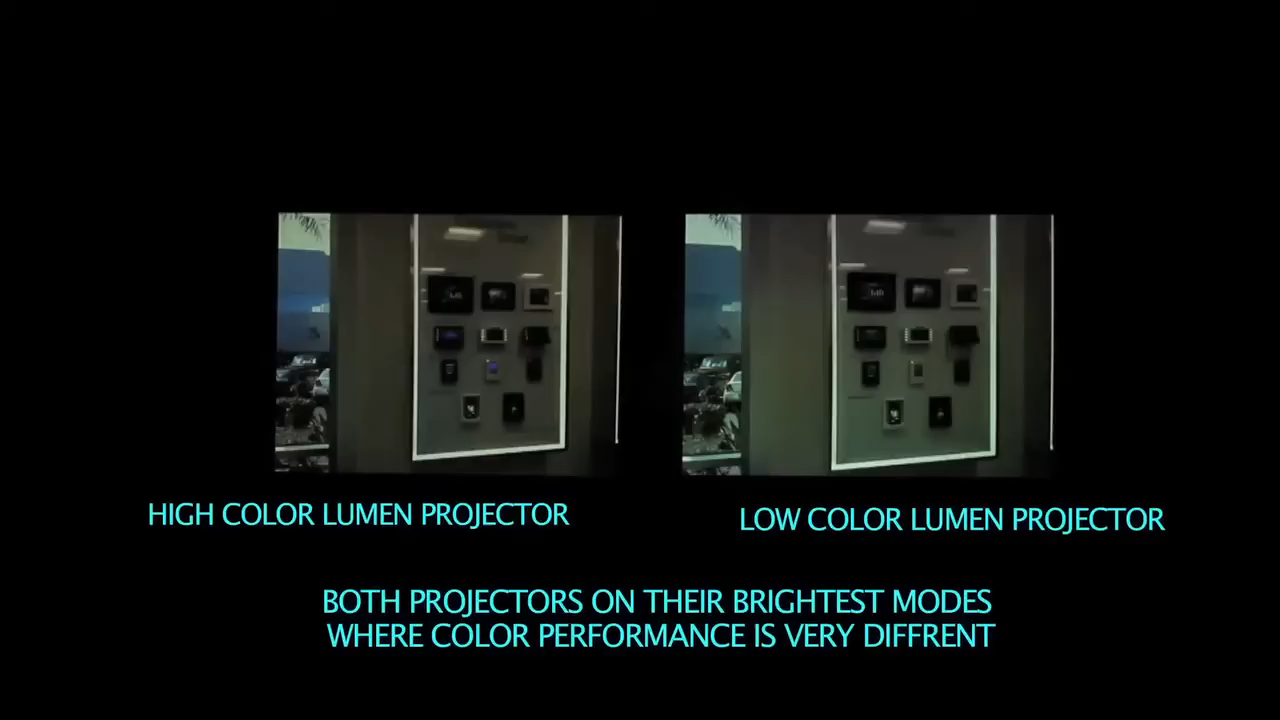 HIGH COLOR LUMEN PROJECTOR
LOW COLOR LUMEN PROJECTOR
BOTH PROJECTORS ON THEIR BRIGHTEST MODES
WHERE COLOR PERFORMANCE IS VERY DIFFRENT